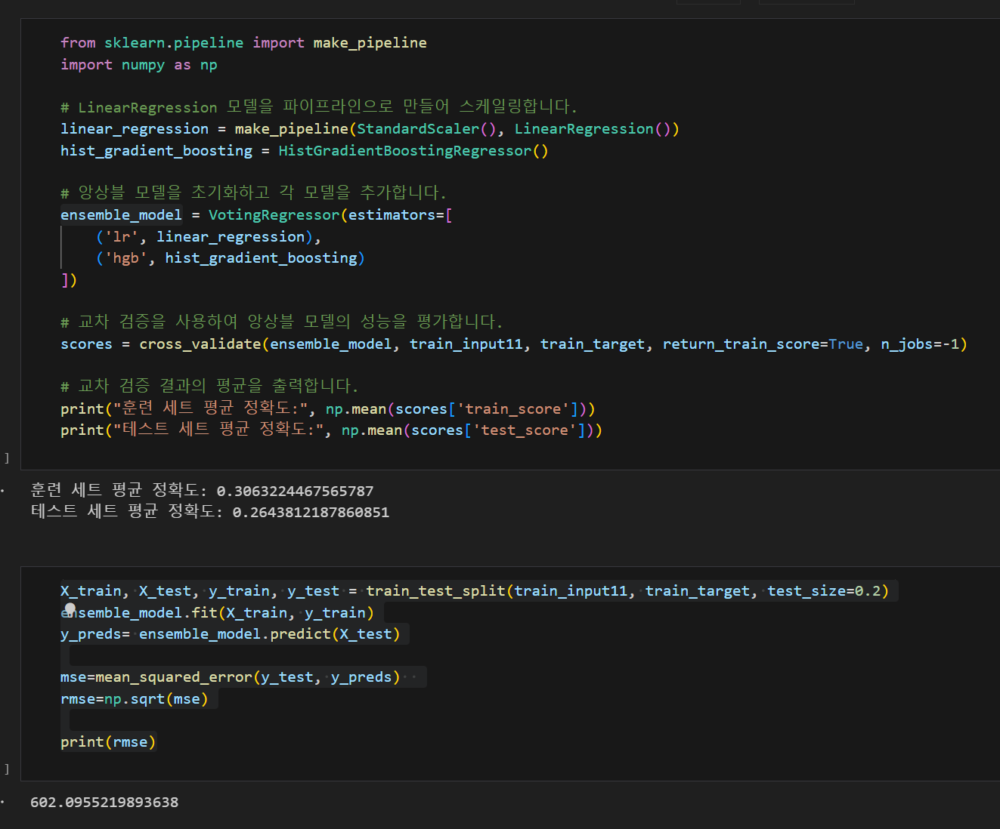 from sklearn.pipeline import make_pipeline
import numpy as np
# LinearRegression 모델을 파이프라인으로 만들어 스케일링합니다.
linear_regression = make_pipeline(StandardScaler(), LinearRegression())
hist_gradient_boosting = HistGradientBoostingRegressor()
# 앙상블 모델을 초기화하고 각 모델을 추가합니다.
ensemble_model = VotingRegressor(estimators=[
    ('lr', linear_regression),
    ('hgb', hist_gradient_boosting)
])
# 교차 검증을 사용하여 앙상블 모델의 성능을 평가합니다.
scores = cross_validate(ensemble_model, train_input11, train_target, return_train_score=True, n_jobs=-1)
# 교차 검증 결과의 평균을 출력합니다.
print("훈련 세트 평균 정확도:", np.mean(scores['train_score']))
print("테스트 세트 평균 정확도:", np.mean(scores['test_score']))
]
훈련 세트 평균 정확도: 0.3063224467565787
테스트 세트 평균 정확도: 0.2643812187860851
X_train, X_test, y_train, y_test = train_test_split(train_input11, train_target, test_size=0.2)
ensemble_model.fit(X_train, y_train)
y_preds= ensemble_model.predict(X_test)
mse=mean_squared_error(y_test, y_preds)
rmse=np.sqrt(mse)
print(rmse)
]
602.0955219893638